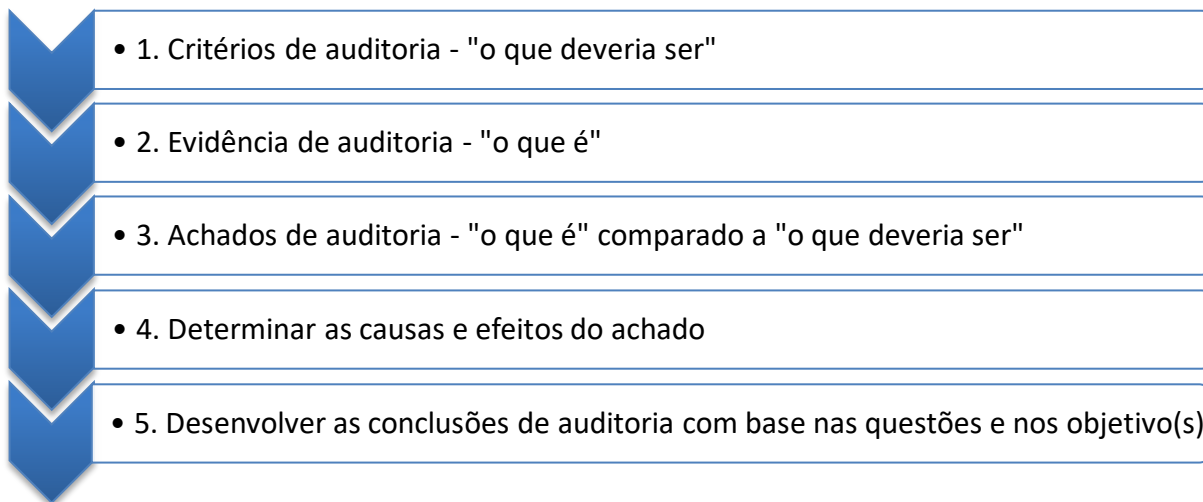 • 1. Critérios de auditoria - "o que deveria ser"
• 2. Evidência de auditoria - "o que é"
• 3. Achados de auditoria - "o que é" comparado a "o que deveria ser"
• 4. Determinar as causas e efeitos do achado
• 5. Desenvolver as conclusões de auditoria com base nas questões e nos objetivo(s)